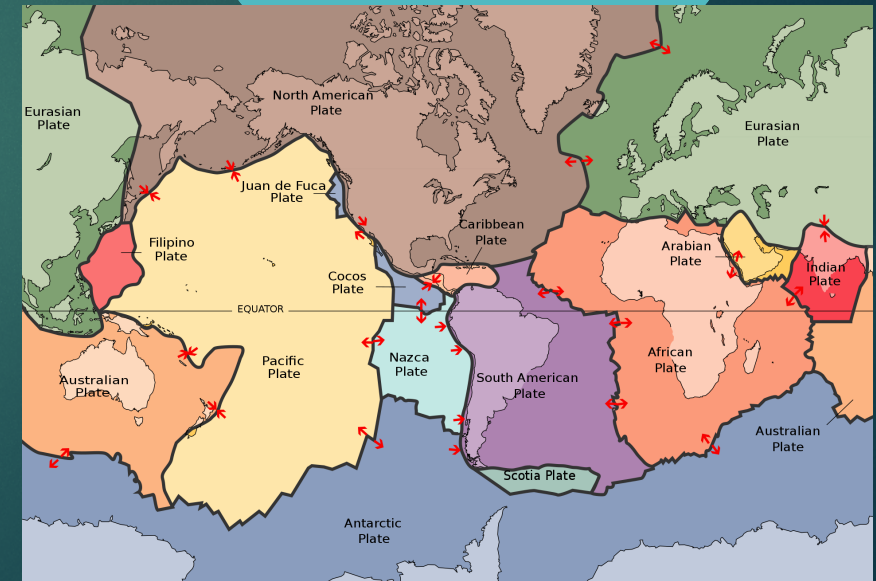 North American
Plate
Eurasian
Plate
Eurasian
Plate
Juan de Fuca
Plate
Caribbean
Plate
Filipino
Plate
Arabian
Plate
Cocos
Plate
Indian
Plate
EQUATOR
Pacific
Plate
Nazca
Plate
African
Plate
Australian
Plate
South American
Plate
Australian
Plate
Scotia Plate
Antarctic
Plate